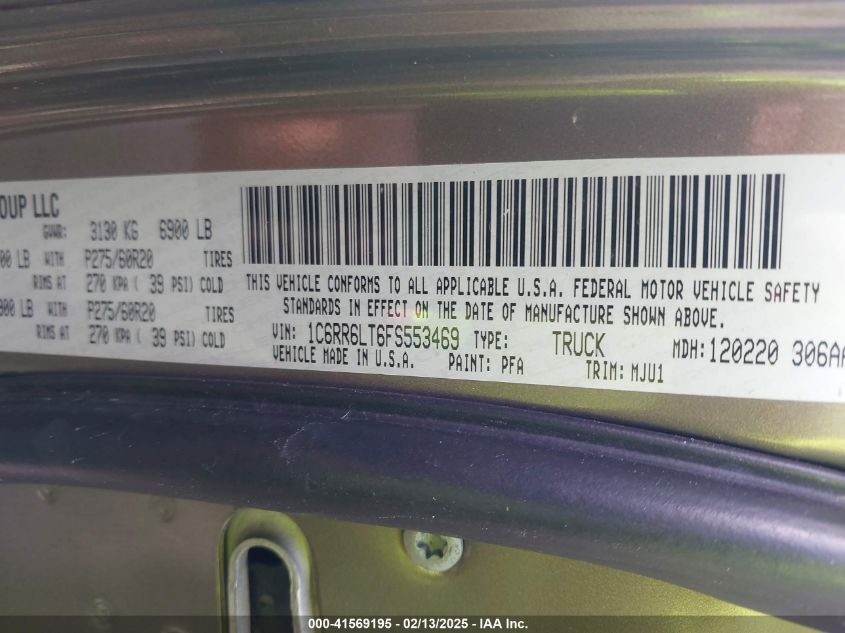 OUP LLC
GVWR: 3130 KG 6900 LB
00 LB WITH P275/60R20 TIRES
RIMS AT 270 KPA ( 39 PSI) COLD
900 LB WITH P275/60R20 TIRES
RIMS AT 270 KPA ( 39 PSI) COLD
THIS VEHICLE CONFORMS TO ALL APPLICABLE U.S.A. FEDERAL MOTOR VEHICLE SAFETY
STANDARDS IN EFFECT ON THE DATE OF MANUFACTURE SHOWN ABOVE.
VIN: 1C6RR6LT6FS553469 TYPE: TRUCK MDH: 120220 306AA
VEHICLE MADE IN U.S.A. PAINT: PFA TRIM: MJU1
000-41569195 - 02/13/2025 - IAA Inc.